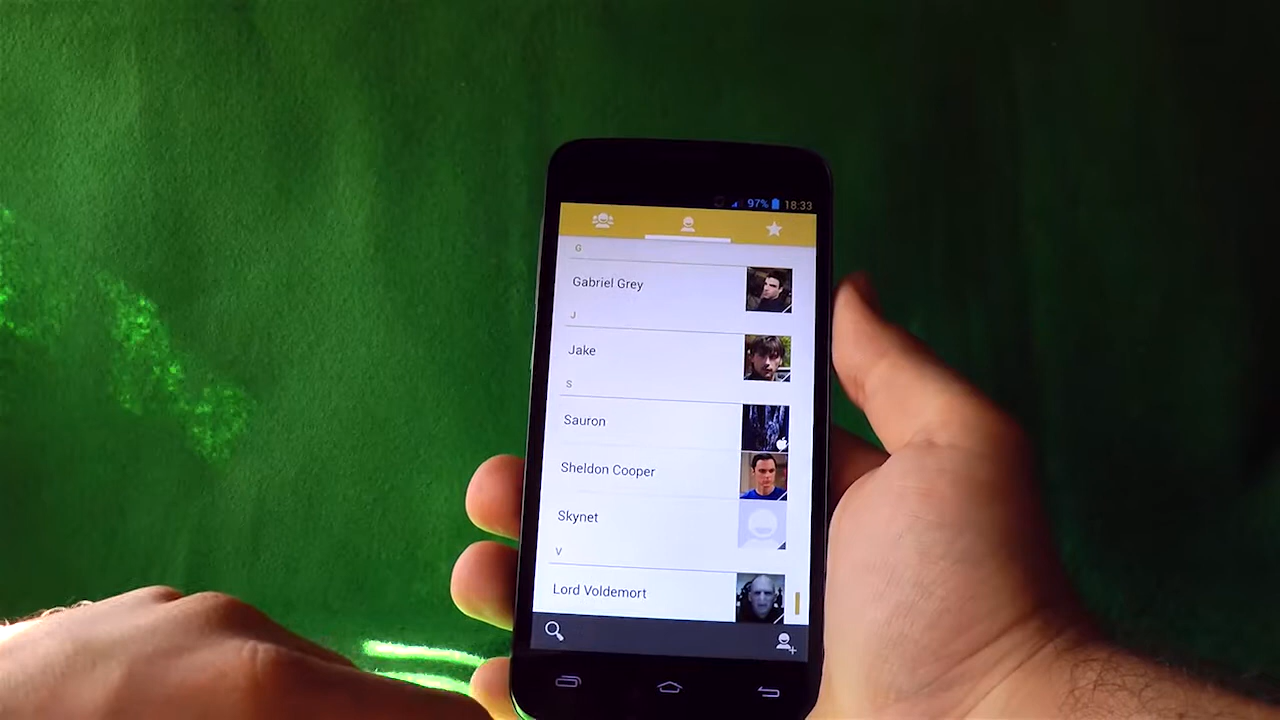 97% 18:33
G
Gabriel Grey
J
Jake
S
Sauron
Sheldon Cooper
Skynet
V
Lord Voldemort